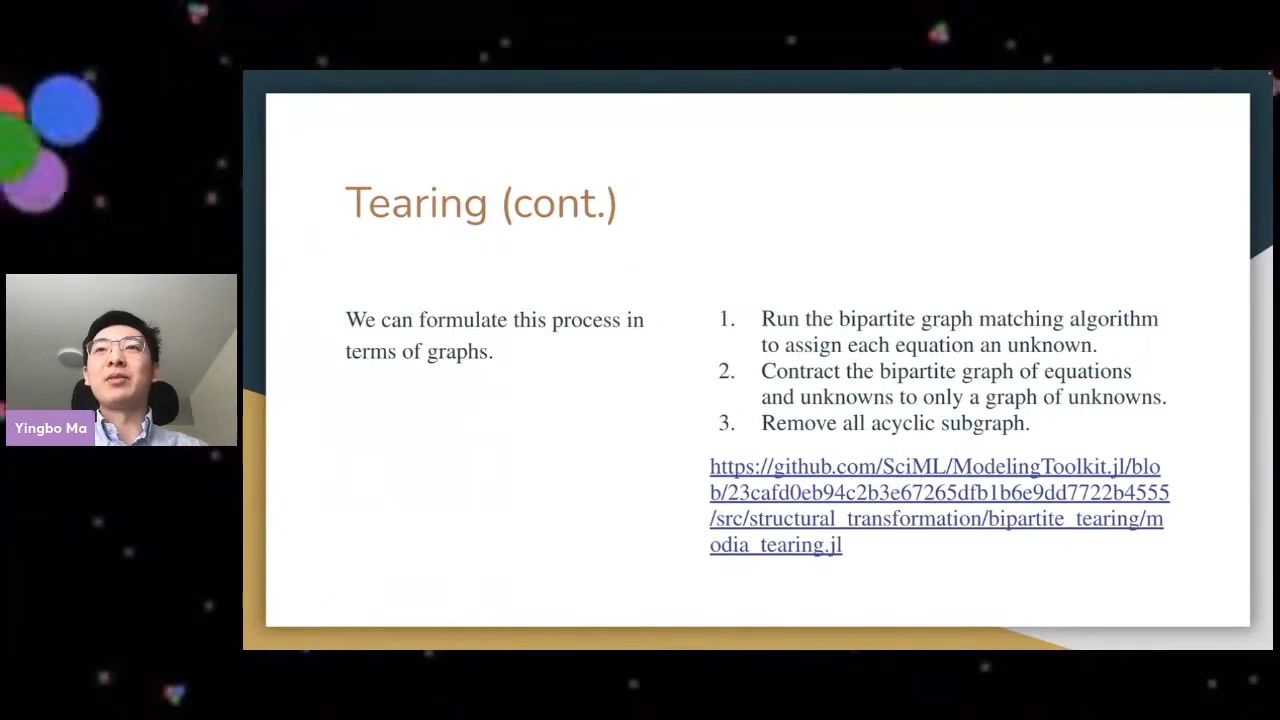 Tearing (cont.)
We can formulate this process in
terms of graphs.
1. Run the bipartite graph matching algorithm
to assign each equation an unknown.
2. Contract the bipartite graph of equations
and unknowns to only a graph of unknowns.
3. Remove all acyclic subgraph.
https://github.com/SciML/ModelingToolkit.jl/blo
b/23cafd0eb94c2b3e67265dfb1b6e9dd7722b4555
/src/structural_transformation/bipartite_tearing/m
odia_tearing.jl
Yingbo Ma